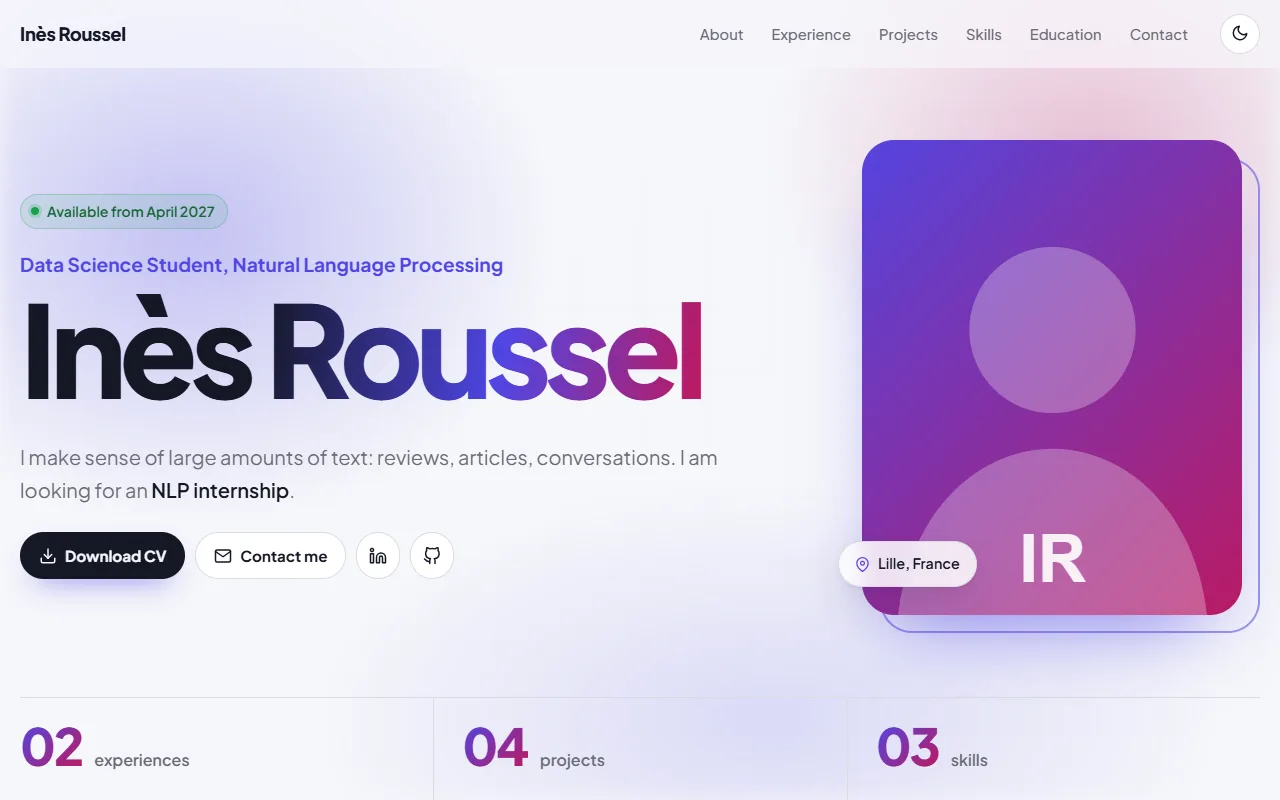 Inès Roussel
About Experience Projects Skills Education Contact
Available from April 2027
Data Science Student, Natural Language Processing
Inès Roussel
I make sense of large amounts of text: reviews, articles, conversations. I am
looking for an NLP internship.
Download CV Contact me
IR
Lille, France
02 experiences
04 projects
03 skills